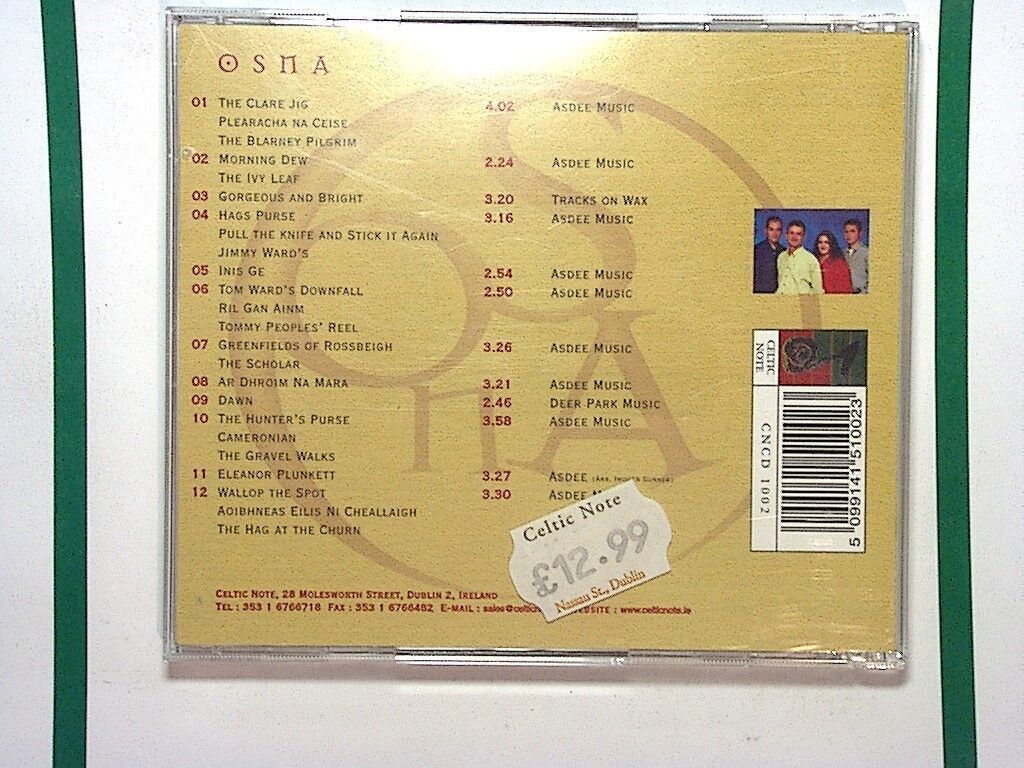 OSNA
01 THE CLARE JIG 4.02 ASDEE MUSIC
PLEARACHA NA CEISE
THE BLARNEY PILGRIM
02 MORNING DEW 2.24 ASDEE MUSIC
THE IVY LEAF
03 GORGEOUS AND BRIGHT 3.20 TRACKS ON WAX
04 HAGS PURSE 3.16 ASDEE MUSIC
PULL THE KNIFE AND STICK IT AGAIN
JIMMY WARD'S
05 INIS GE 2.54 ASDEE MUSIC
06 TOM WARD'S DOWNFALL 2.50 ASDEE MUSIC
RIL GAN AINM
TOMMY PEOPLES' REEL
07 GREENFIELDS OF ROSSBEIGH 3.26 ASDEE MUSIC
THE SCHOLAR
08 AR DHROIM NA MARA 3.21 ASDEE MUSIC
09 DAWN 2.46 DEER PARK MUSIC
10 THE HUNTER'S PURSE 3.58 ASDEE MUSIC
CAMERONIAN
THE GRAVEL WALKS
11 ELEANOR PLUNKETT 3.27 ASDEE
12 WALLOP THE SPOT 3.30 ASDEE
AOIBHNEAS EILIS NI CHEALLAIGH
THE HAG AT THE CHURN
CELTIC NOTE, 28 MOLESWORTH STREET, DUBLIN 2, IRELAND
TEL : 353 1 6766718 FAX : 353 1 6766482 E-MAIL : sales@celtic WEBSITE : www.celticnote.ie
Celtic Note
£12.99
Nassau St., Dublin
CELTIC
NOTE
CNCD 1002
5 099141 510023
OSNA